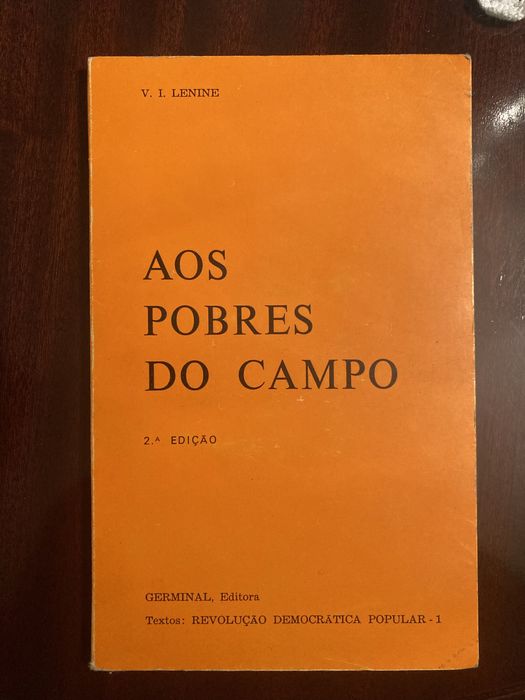 V. I. LENINE
AOS
POBRES
DO CAMPO
2.ᴬ EDIÇÃO
GERMINAL, Editora
Textos: REVOLUÇÃO DEMOCRÁTICA POPULAR - 1